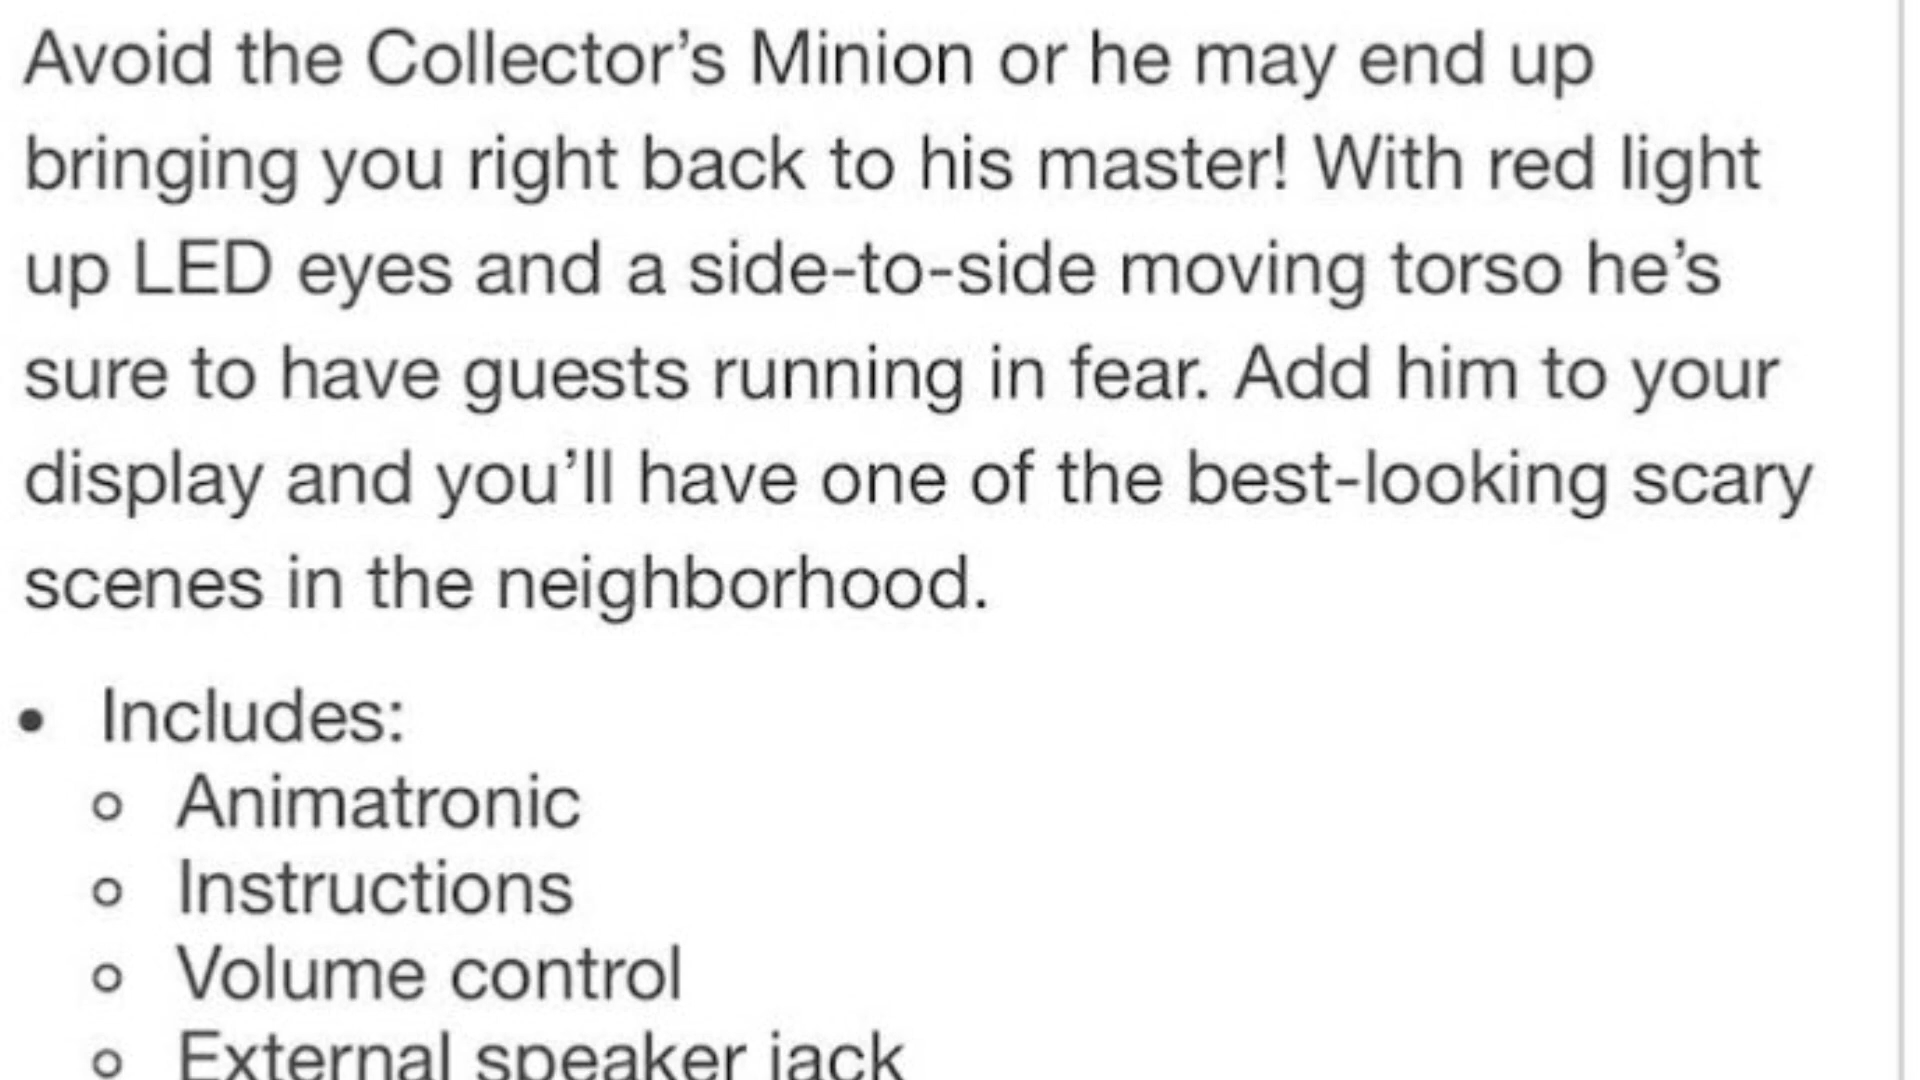 Avoid the Collector’s Minion or he may end up
bringing you right back to his master! With red light
up LED eyes and a side-to-side moving torso he’s
sure to have guests running in fear. Add him to your
display and you’ll have one of the best-looking scary
scenes in the neighborhood.
• Includes:
o Animatronic
o Instructions
o Volume control
o External speaker jack